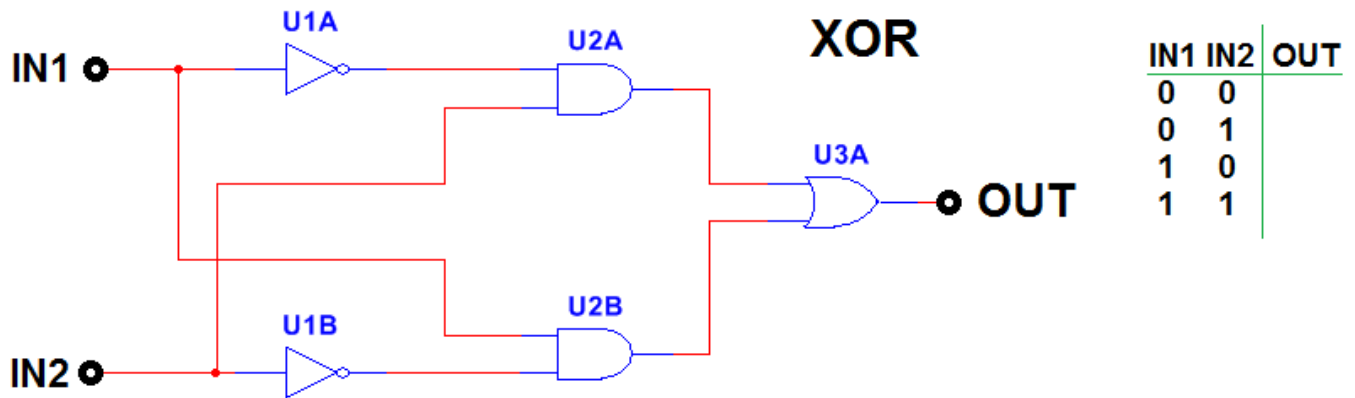 U1A
U2A
XOR
IN1
IN1 IN2 OUT
0 0
0 1
1 0
1 1
U3A
OUT
U1B
U2B
IN2